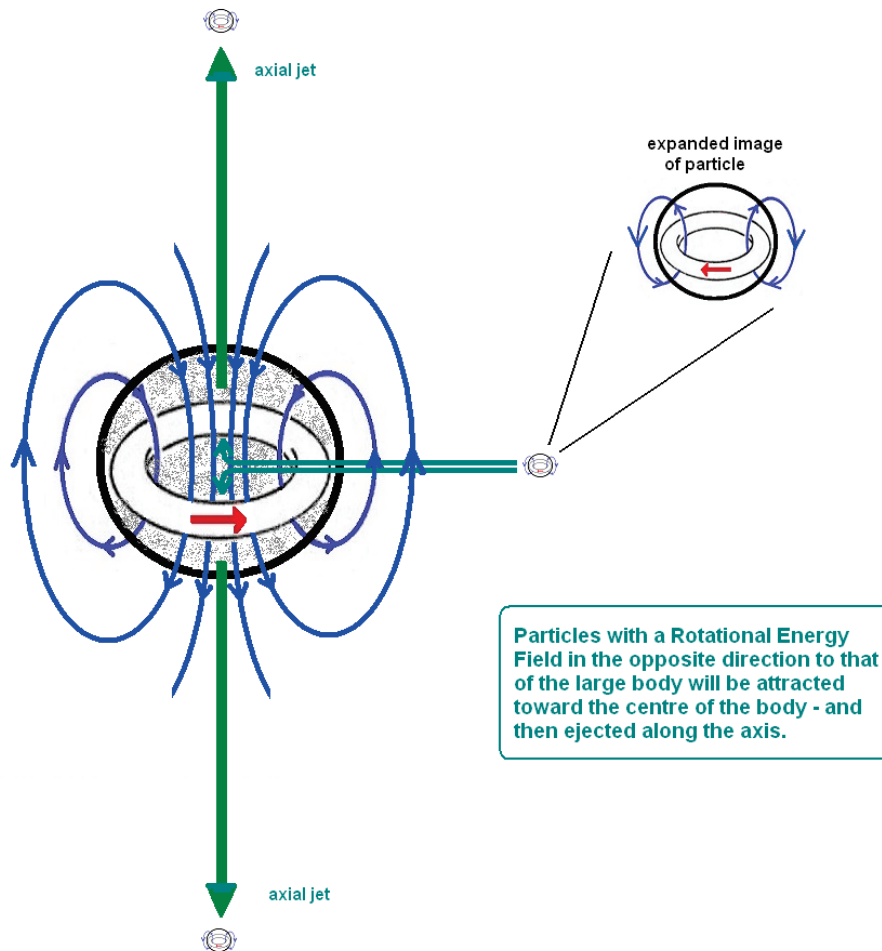 axial jet
expanded image
of particle
Particles with a Rotational Energy
Field in the opposite direction to that
of the large body will be attracted
toward the centre of the body - and
then ejected along the axis.
axial jet